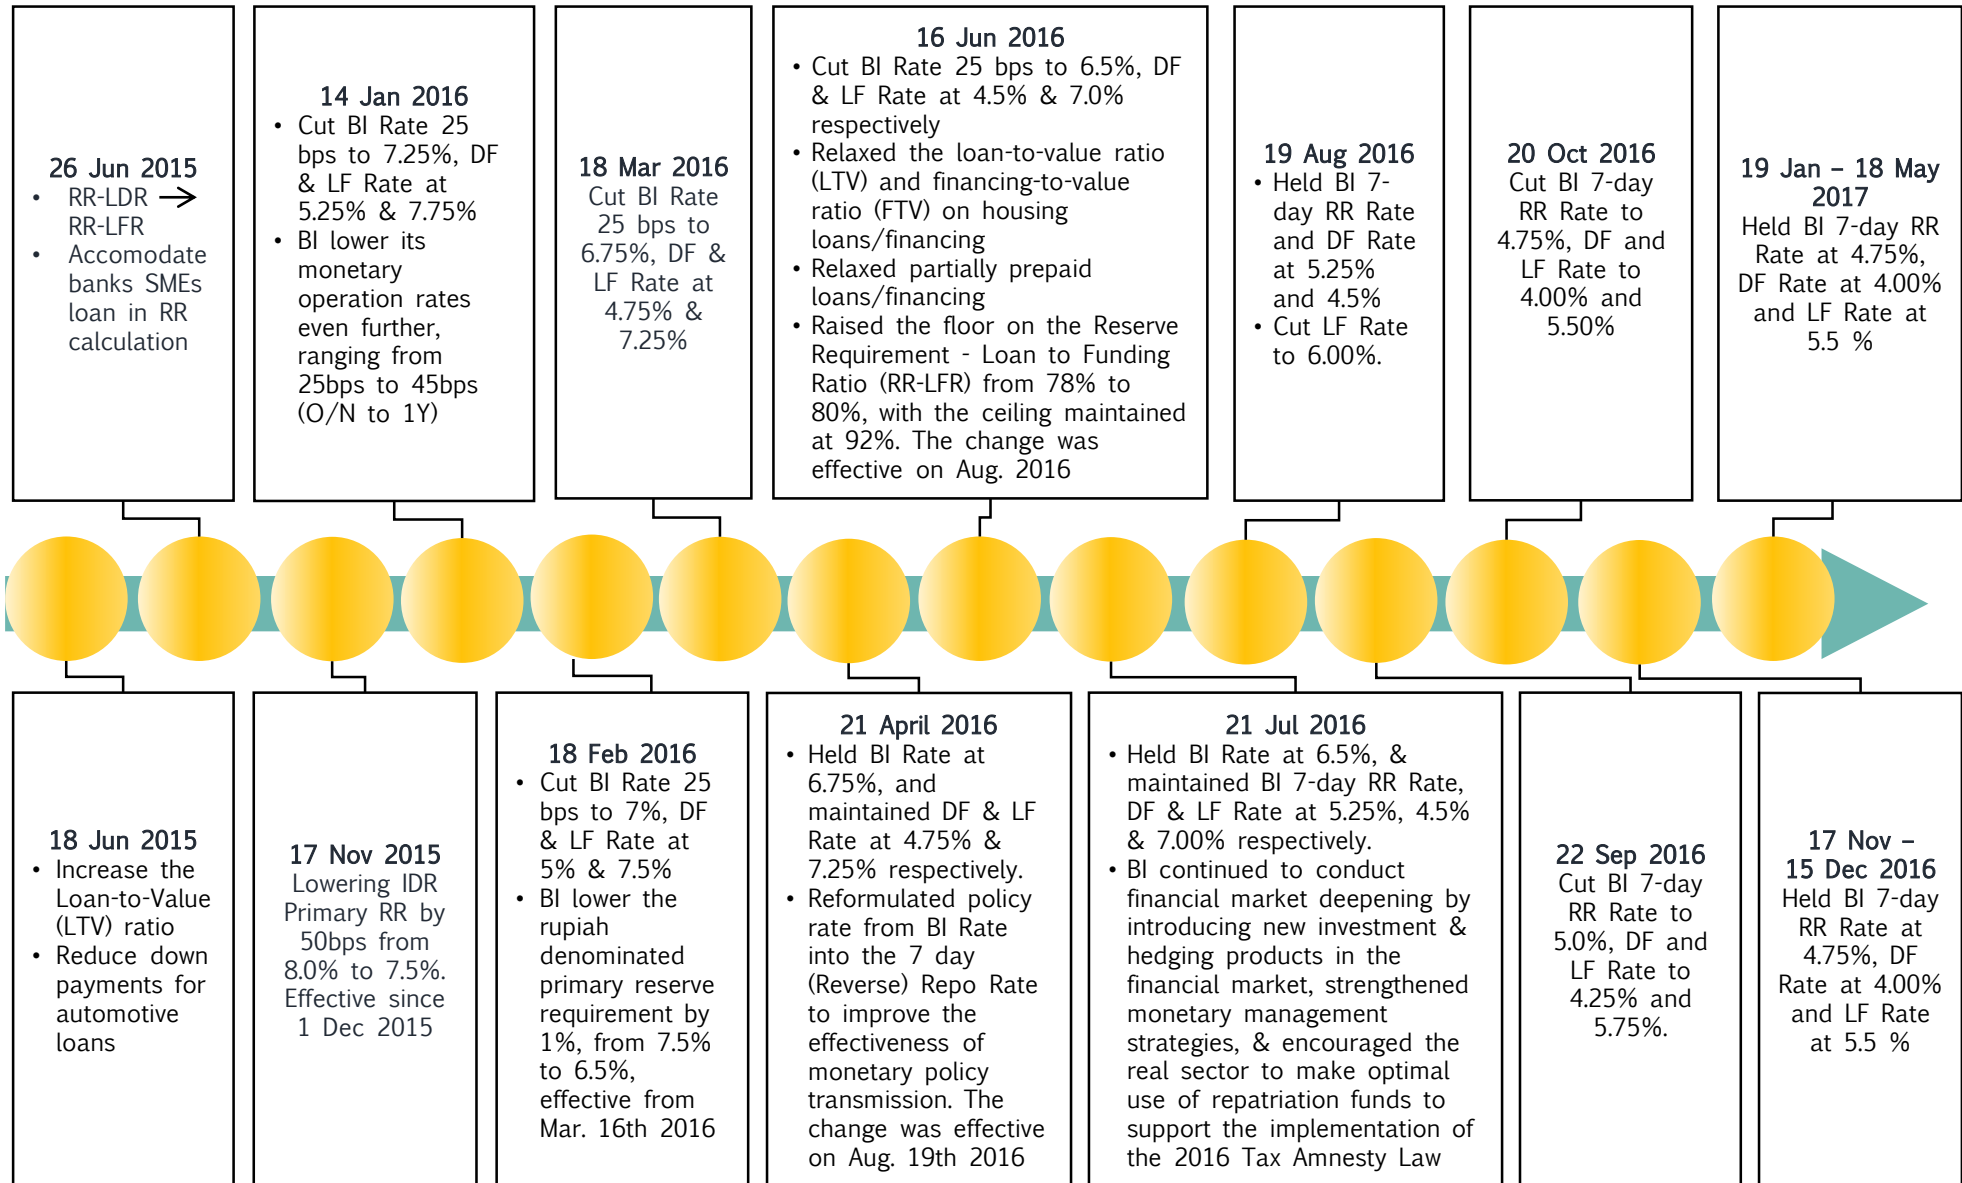 26 Jun 2015
• RR-LDR →
RR-LFR
• Accomodate
banks SMEs
loan in RR
calculation
14 Jan 2016
• Cut BI Rate 25
bps to 7.25%, DF
& LF Rate at
5.25% & 7.75%
• BI lower its
monetary
operation rates
even further,
ranging from
25bps to 45bps
(O/N to 1Y)
18 Mar 2016
Cut BI Rate
25 bps to
6.75%, DF &
LF Rate at
4.75% &
7.25%
16 Jun 2016
• Cut BI Rate 25 bps to 6.5%, DF
& LF Rate at 4.5% & 7.0%
respectively
• Relaxed the loan-to-value ratio
(LTV) and financing-to-value
ratio (FTV) on housing
loans/financing
• Relaxed partially prepaid
loans/financing
• Raised the floor on the Reserve
Requirement - Loan to Funding
Ratio (RR-LFR) from 78% to
80%, with the ceiling maintained
at 92%. The change was
effective on Aug. 2016
19 Aug 2016
• Held BI 7-
day RR Rate
and DF Rate
at 5.25%
and 4.5%
• Cut LF Rate
to 6.00%.
20 Oct 2016
Cut BI 7-day
RR Rate to
4.75%, DF and
LF Rate to
4.00% and
5.50%
19 Jan – 18 May
2017
Held BI 7-day RR
Rate at 4.75%,
DF Rate at 4.00%
and LF Rate at
5.5 %
18 Jun 2015
• Increase the
Loan-to-Value
(LTV) ratio
• Reduce down
payments for
automotive
loans
17 Nov 2015
Lowering IDR
Primary RR by
50bps from
8.0% to 7.5%.
Effective since
1 Dec 2015
18 Feb 2016
• Cut BI Rate 25
bps to 7%, DF
& LF Rate at
5% & 7.5%
• BI lower the
rupiah
denominated
primary reserve
requirement by
1%, from 7.5%
to 6.5%,
effective from
Mar. 16th 2016
21 April 2016
• Held BI Rate at
6.75%, and
maintained DF & LF
Rate at 4.75% &
7.25% respectively.
• Reformulated policy
rate from BI Rate
into the 7 day
(Reverse) Repo Rate
to improve the
effectiveness of
monetary policy
transmission. The
change was effective
on Aug. 19th 2016
21 Jul 2016
• Held BI Rate at 6.5%, &
maintained BI 7-day RR Rate,
DF & LF Rate at 5.25%, 4.5%
& 7.00% respectively.
• BI continued to conduct
financial market deepening by
introducing new investment &
hedging products in the
financial market, strengthened
monetary management
strategies, & encouraged the
real sector to make optimal
use of repatriation funds to
support the implementation of
the 2016 Tax Amnesty Law
22 Sep 2016
Cut BI 7-day
RR Rate to
5.0%, DF and
LF Rate to
4.25% and
5.75%.
17 Nov –
15 Dec 2016
Held BI 7-day
RR Rate at
4.75%, DF
Rate at 4.00%
and LF Rate
at 5.5 %